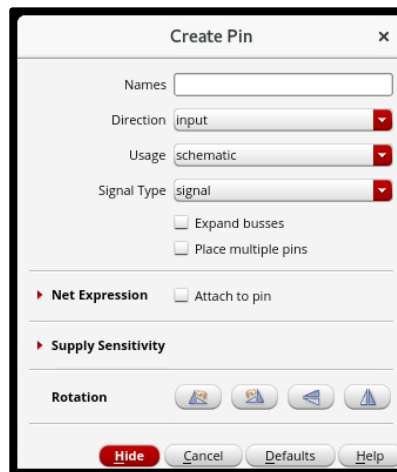 Create Pin ×
Names
Direction input
Usage schematic
Signal Type signal
Expand busses
Place multiple pins
Net Expression Attach to pin
Supply Sensitivity
Rotation
Hide Cancel Defaults Help